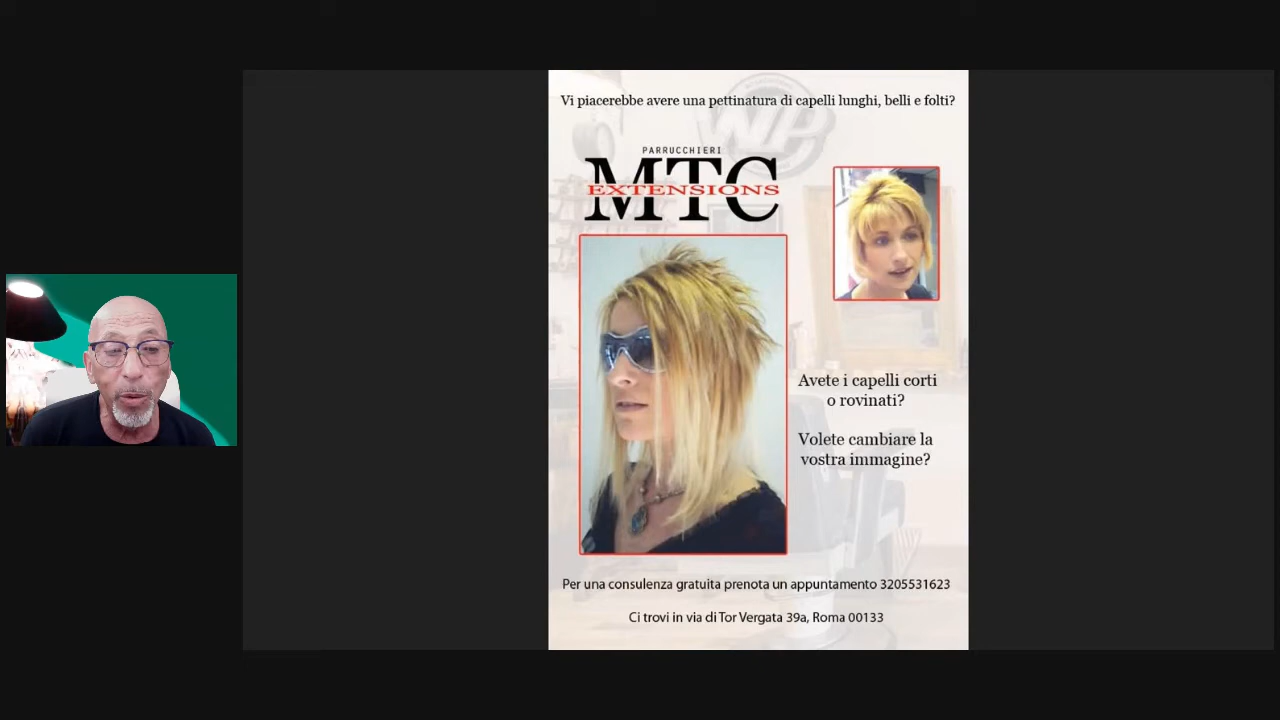 Vi piacerebbe avere una pettinatura di capelli lunghi, belli e folti?
PARRUCCHIERI
MTC
EXTENSIONS
Avete i capelli corti
o rovinati?
Volete cambiare la
vostra immagine?
Per una consulenza gratuita prenota un appuntamento 3205531623
Ci trovi in via di Tor Vergata 39a, Roma 00133